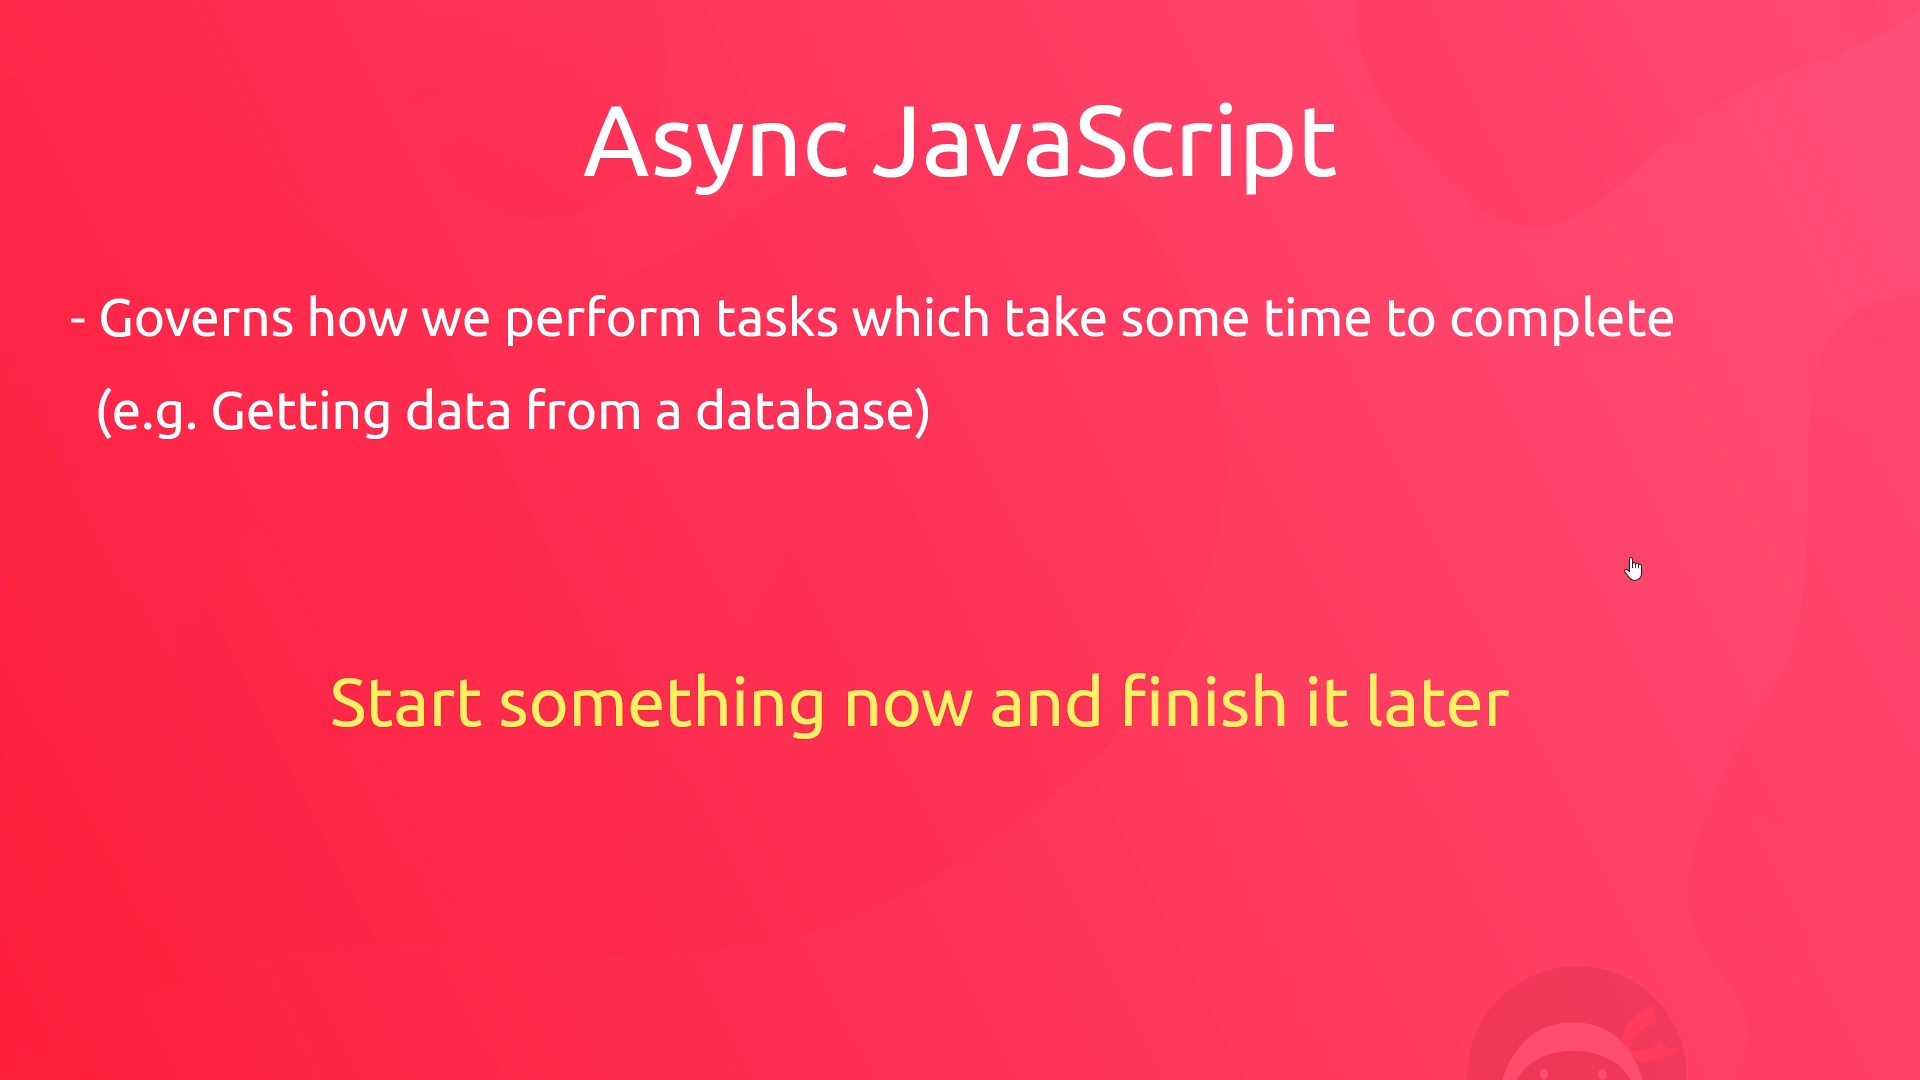 Async JavaScript
- Governs how we perform tasks which take some time to complete
(e.g. Getting data from a database)
Start something now and finish it later